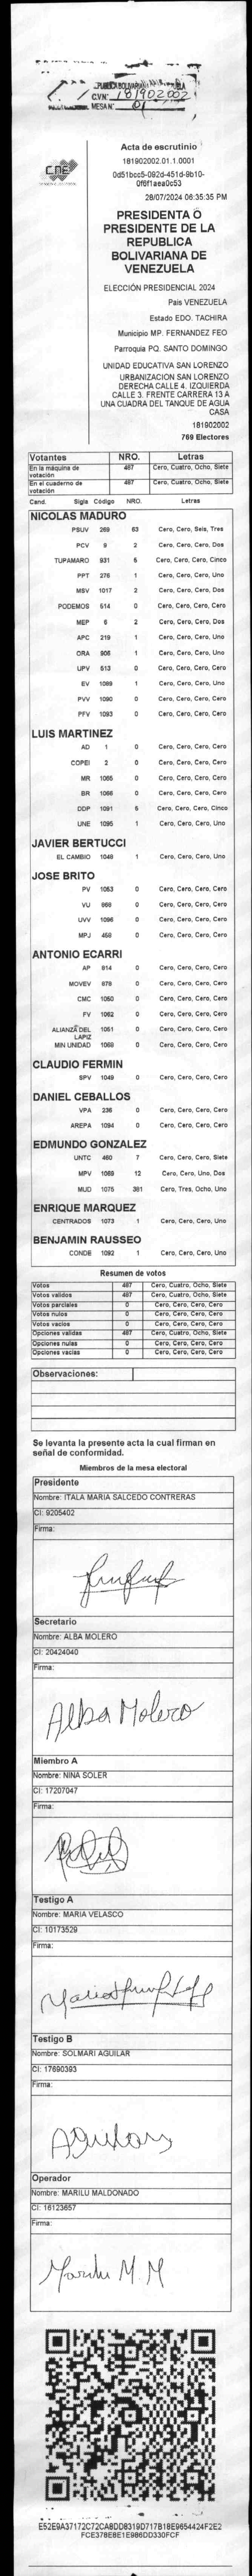 REPUBLICA BOLIVARIANA DE VENEZUELA
CVN: 181902002
MESA N° 01
CNE
Acta de escrutinio
181902002.01.1.0001
28/07/2024 06:35:35 PM
PRESIDENTA O
PRESIDENTE DE LA
REPUBLICA
BOLIVARIANA DE
VENEZUELA
ELECCIÓN PRESIDENCIAL 2024
Pais VENEZUELA
Estado EDO. TACHIRA
Municipio MP. FERNANDEZ FEO
Parroquia PQ. SANTO DOMINGO
UNIDAD EDUCATIVA SAN LORENZO
URBANIZACION SAN LORENZO
DERECHA CALLE 4. IZQUIERDA
CALLE 3. FRENTE CARRERA 13 A
UNA CUADRA DEL TANQUE DE AGUA
CASA
181902002
769 Electores
Votantes NRO. Letras
En la máquina de votación 487 Cero, Cuatro, Ocho, Siete
En el cuaderno de votación 487 Cero, Cuatro, Ocho, Siete
Cand. Sigla Código NRO. Letras
NICOLAS MADURO
PSUV 269 63 Cero, Cero, Seis, Tres
PCV 9 2 Cero, Cero, Cero, Dos
TUPAMARO 931 5 Cero, Cero, Cero, Cinco
PPT 276 1 Cero, Cero, Cero, Uno
MSV 1017 2 Cero, Cero, Cero, Dos
PODEMOS 514 0 Cero, Cero, Cero, Cero
MEP 6 2 Cero, Cero, Cero, Dos
APC 219 1 Cero, Cero, Cero, Uno
ORA 906 1 Cero, Cero, Cero, Uno
UPV 513 0 Cero, Cero, Cero, Cero
EV 1089 1 Cero, Cero, Cero, Uno
PVV 1090 0 Cero, Cero, Cero, Cero
PFV 1093 0 Cero, Cero, Cero, Cero
LUIS MARTINEZ
AD 1 0 Cero, Cero, Cero, Cero
COPEI 2 0 Cero, Cero, Cero, Cero
MR 1065 0 Cero, Cero, Cero, Cero
BR 1066 0 Cero, Cero, Cero, Cero
DDP 1091 5 Cero, Cero, Cero, Cinco
UNE 1095 1 Cero, Cero, Cero, Uno
JAVIER BERTUCCI
EL CAMBIO 1048 1 Cero, Cero, Cero, Uno
JOSE BRITO
PV 1053 0 Cero, Cero, Cero, Cero
VU 868 0 Cero, Cero, Cero, Cero
UVV 1096 0 Cero, Cero, Cero, Cero
MPJ 458 0 Cero, Cero, Cero, Cero
ANTONIO ECARRI
AP 814 0 Cero, Cero, Cero, Cero
MOVEV 878 0 Cero, Cero, Cero, Cero
CMC 1050 0 Cero, Cero, Cero, Cero
FV 1062 0 Cero, Cero, Cero, Cero
ALIANZA DEL LAPIZ 1051 0 Cero, Cero, Cero, Cero
MIN UNIDAD 1068 0 Cero, Cero, Cero, Cero
CLAUDIO FERMIN
SPV 1049 0 Cero, Cero, Cero, Cero
DANIEL CEBALLOS
VPA 236 0 Cero, Cero, Cero, Cero
AREPA 1094 0 Cero, Cero, Cero, Cero
EDMUNDO GONZALEZ
UNTC 460 7 Cero, Cero, Cero, Siete
MPV 1069 12 Cero, Cero, Uno, Dos
MUD 1075 381 Cero, Tres, Ocho, Uno
ENRIQUE MARQUEZ
CENTRADOS 1073 1 Cero, Cero, Cero, Uno
BENJAMIN RAUSSEO
CONDE 1092 1 Cero, Cero, Cero, Uno
Resumen de votos
Votos 487 Cero, Cuatro, Ocho, Siete
Votos validos 487 Cero, Cuatro, Ocho, Siete
Votos parciales 0 Cero, Cero, Cero, Cero
Votos nulos 0 Cero, Cero, Cero, Cero
Votos vacios 0 Cero, Cero, Cero, Cero
Opciones validas 487 Cero, Cuatro, Ocho, Siete
Opciones nulas 0 Cero, Cero, Cero, Cero
Opciones vacias 0 Cero, Cero, Cero, Cero
Observaciones:
Se levanta la presente acta la cual firman en
señal de conformidad.
Miembros de la mesa electoral
Presidente
Nombre: ITALA MARIA SALCEDO CONTRERAS
CI: 9205402
Firma:
Secretario
Nombre: ALBA MOLERO
CI: 20424040
Firma:
Alba Molero
Miembro A
Nombre: NINA SOLER
CI: 17207047
Firma:
Testigo A
Nombre: MARIA VELASCO
CI: 10173529
Firma:
Testigo B
Nombre: SOLMARI AGUILAR
CI: 17690393
Firma:
Aguilar
Operador
Nombre: MARILU MALDONADO
CI: 16123657
Firma:
Marilu M. M
E52E9A37172C72CA8DD8319D717B18E9654424F2E2
FCE378E8E1E986DD330FCF